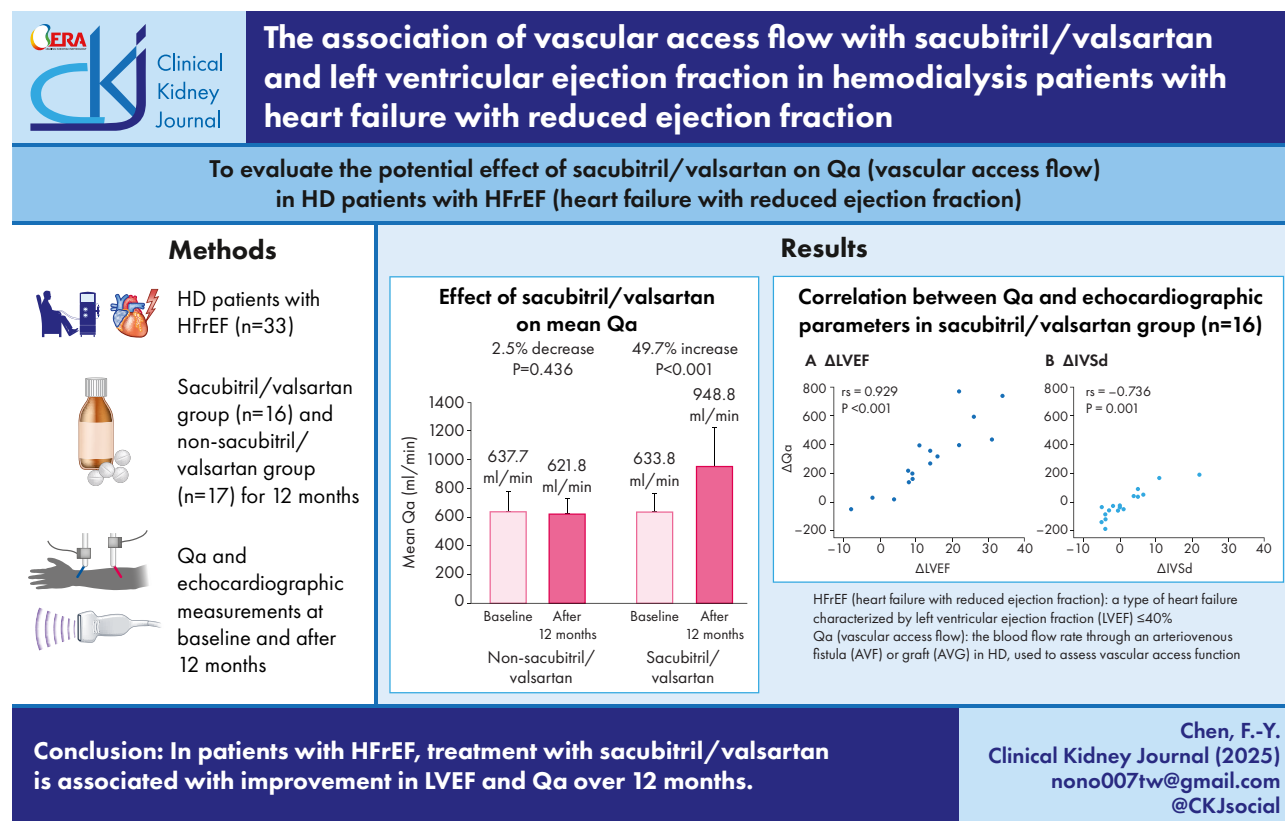 ERA
CKJ
Clinical
Kidney
Journal
The association of vascular access flow with sacubitril/valsartan
and left ventricular ejection fraction in hemodialysis patients with
heart failure with reduced ejection fraction
To evaluate the potential effect of sacubitril/valsartan on Qa (vascular access flow)
in HD patients with HFrEF (heart failure with reduced ejection fraction)
Methods
HD patients with
HFrEF (n=33)
Sacubitril/valsartan
group (n=16) and
non-sacubitril/
valsartan group
(n=17) for 12 months
Qa and
echocardiographic
measurements at
baseline and after
12 months
Results
Effect of sacubitril/valsartan
on mean Qa
2.5% decrease
P=0.436
49.7% increase
P<0.001
Mean Qa (ml/min)
1400
1200
1000
800
600
400
200
0
637.7
ml/min
621.8
ml/min
633.8
ml/min
948.8
ml/min
Baseline
After
12 months
Baseline
After
12 months
Non-sacubitril/
valsartan
Sacubitril/
valsartan
Correlation between Qa and echocardiographic
parameters in sacubitril/valsartan group (n=16)
A ΔLVEF
rs = 0.929
P <0.001
ΔQa
800
600
400
200
0
−200
−10 0 10 20 30 40
ΔLVEF
B ΔIVSd
rs = −0.736
P = 0.001
800
600
400
200
0
−200
−10 0 10 20 30 40
ΔIVSd
HFrEF (heart failure with reduced ejection fraction): a type of heart failure
characterized by left ventricular ejection fraction (LVEF) ≤40%
Qa (vascular access flow): the blood flow rate through an arteriovenous
fistula (AVF) or graft (AVG) in HD, used to assess vascular access function
Conclusion: In patients with HFrEF, treatment with sacubitril/valsartan
is associated with improvement in LVEF and Qa over 12 months.
Chen, F.-Y.
Clinical Kidney Journal (2025)
nono007tw@gmail.com
@CKJsocial